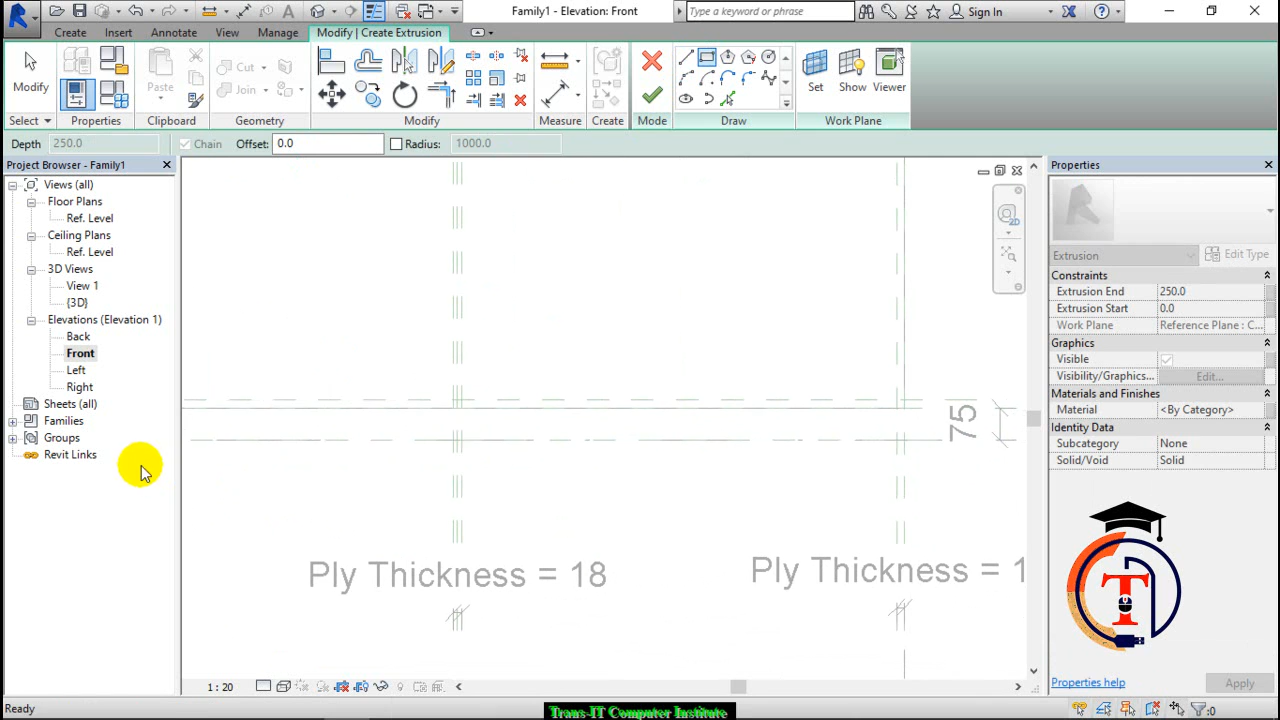 Family1 - Elevation: Front
Type a keyword or phrase
Sign In
Create Insert Annotate View Manage Modify | Create Extrusion
Modify
Paste
Cut
Join
Set Show Viewer
Select Properties Clipboard Geometry Modify Measure Create Mode Draw Work Plane
Depth 250.0 Chain Offset: 0.0 Radius: 1000.0
Project Browser - Family1
Views (all)
Floor Plans
Ref. Level
Ceiling Plans
Ref. Level
3D Views
View 1
{3D}
Elevations (Elevation 1)
Back
Front
Left
Right
Sheets (all)
Families
Groups
Revit Links
75
Ply Thickness = 18
Ply Thickness = 1
2D
Properties
Extrusion
Edit Type
Constraints
Extrusion End 250.0
Extrusion Start 0.0
Work Plane Reference Plane : C...
Graphics
Visible
Visibility/Graphics... Edit...
Materials and Finishes
Material <By Category>
Identity Data
Subcategory None
Solid/Void Solid
T
Properties help
Apply
1 : 20
Ready
:0
Trans-IT Computer Institute